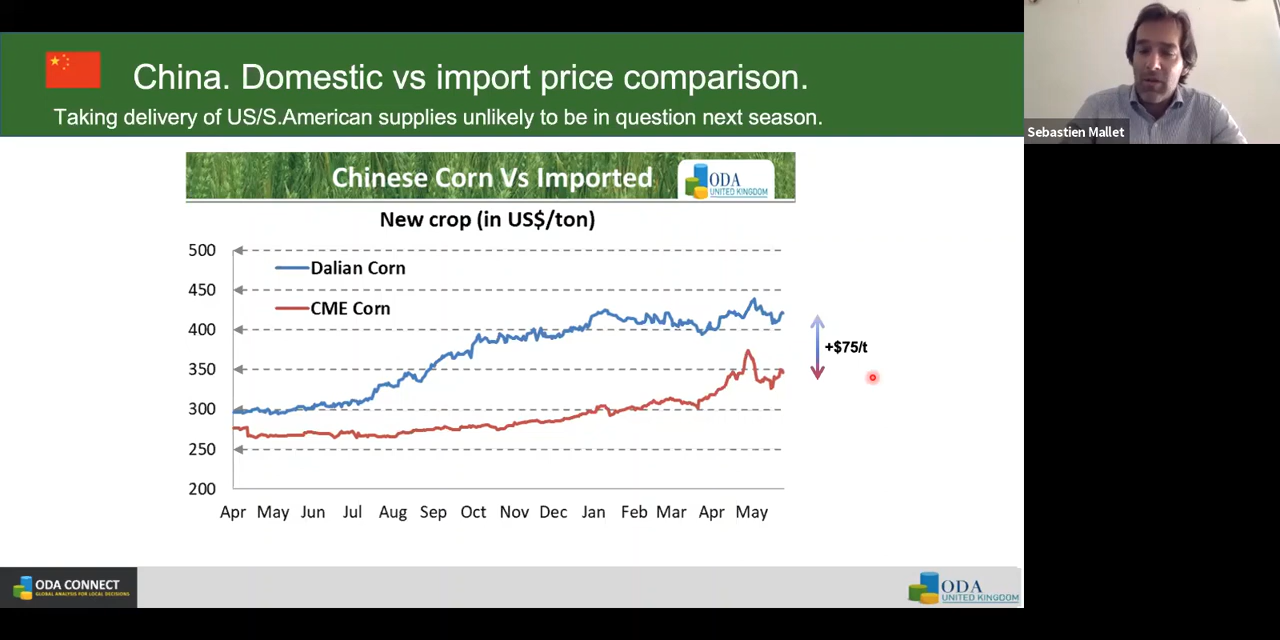 China. Domestic vs import price comparison.
Taking delivery of US/S.American supplies unlikely to be in question next season.
Sebastien Mallet
Chinese Corn Vs Imported
ODA
UNITED KINGDOM
New crop (in US$/ton)
500
450
400
350
300
250
200
Dalian Corn
CME Corn
+$75/t
Apr May Jun Jul Aug Sep Oct Nov Dec Jan Feb Mar Apr May
ODA CONNECT
GLOBAL ANALYSIS FOR LOCAL DECISIONS
ODA
UNITED KINGDOM